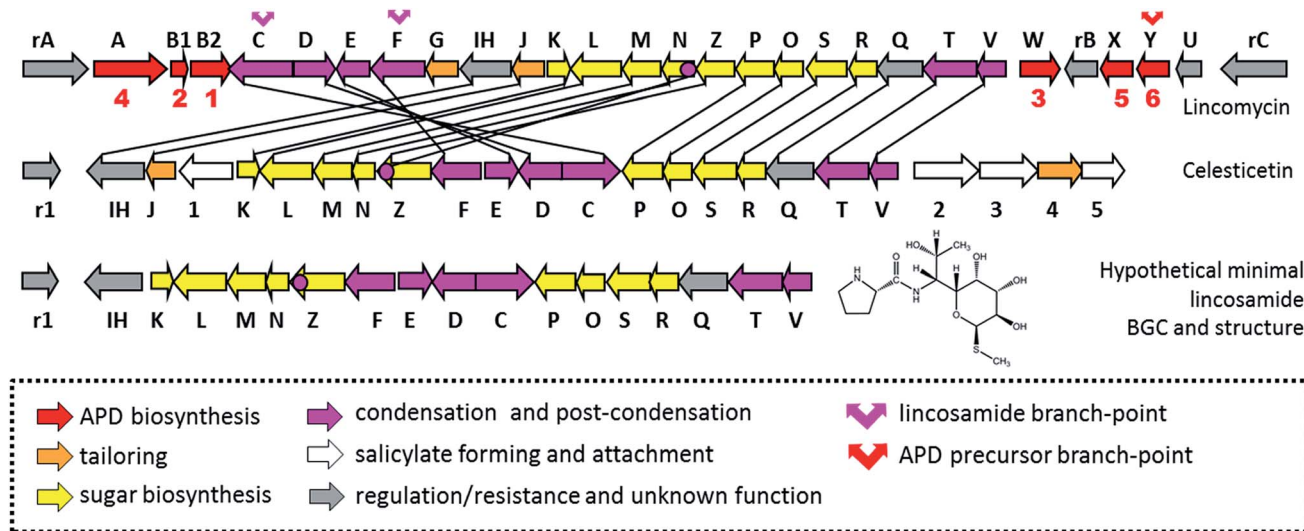 rA A B1 B2 C D E F G IH J K L M N Z P O S R Q T V W rB X Y U rC
4 2 1 3 5 6
Lincomycin
Celesticetin
r1 IH J 1 K L M N Z F E D C P O S R Q T V 2 3 4 5
H
HO CH₃
O H H OH
H
N
N
H
OH
O
OH
S
CH₃
Hypothetical minimal
lincosamide
BGC and structure
r1 IH K L M N Z F E D C P O S R Q T V
APD biosynthesis
tailoring
sugar biosynthesis
condensation and post-condensation
salicylate forming and attachment
regulation/resistance and unknown function
lincosamide branch-point
APD precursor branch-point